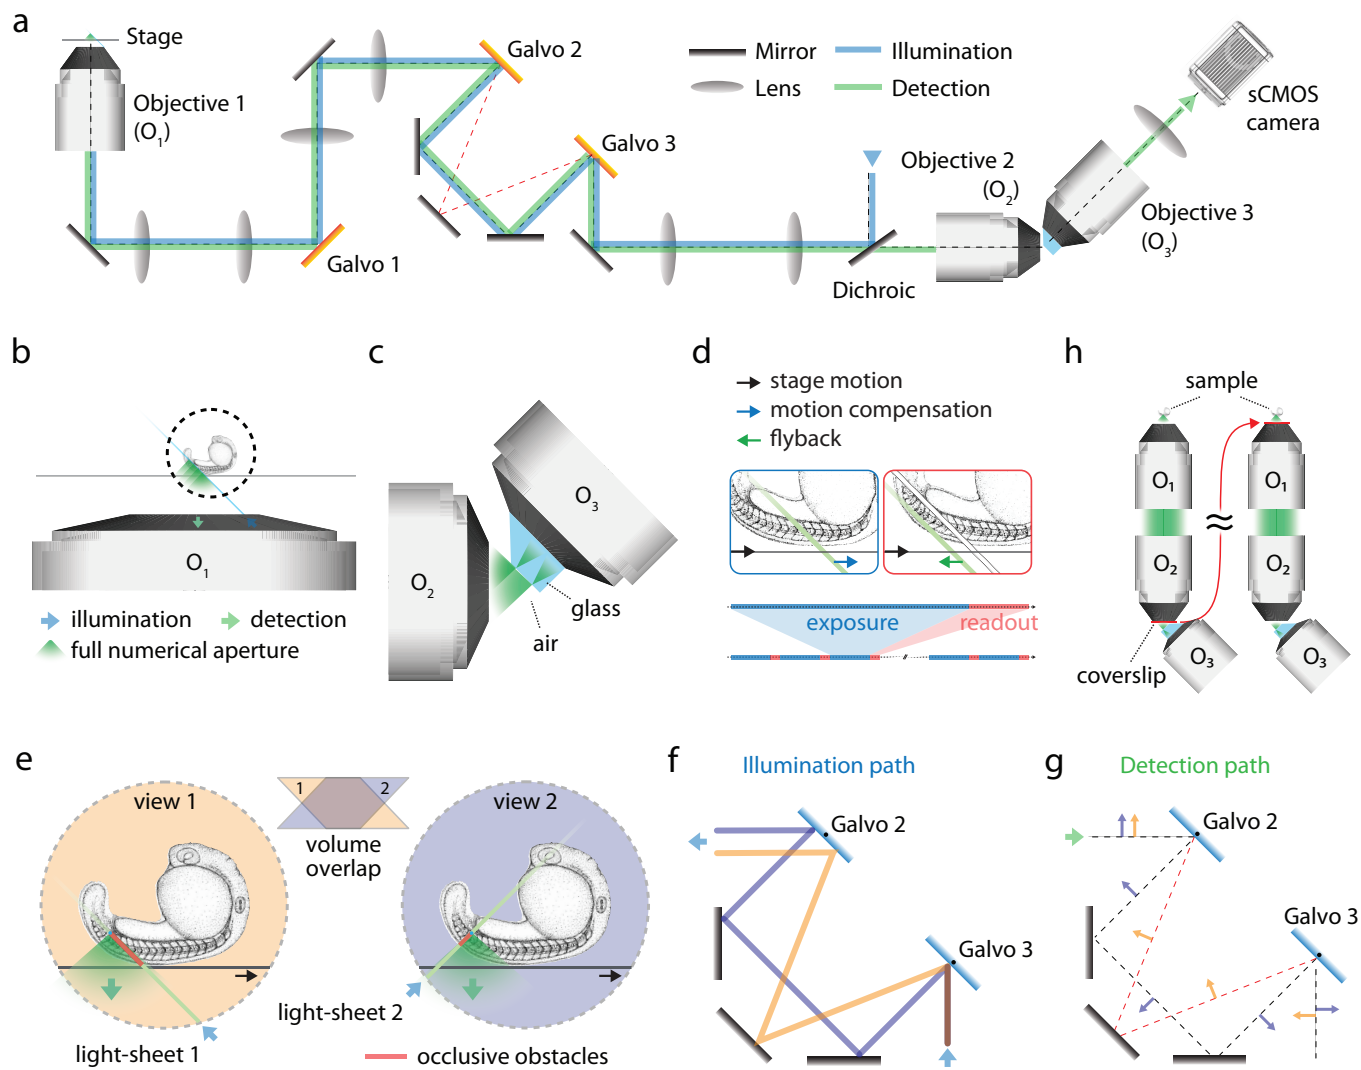 a
Stage
Objective 1
(O1)
Galvo 1
Galvo 2
Galvo 3
Mirror
Illumination
Lens
Detection
Objective 2
(O2)
Dichroic
Objective 3
(O3)
sCMOS
camera
b
O1
illumination
detection
full numerical aperture
c
O2
O3
glass
air
d
stage motion
motion compensation
flyback
exposure
readout
h
sample
O1
O1
O2
O2
coverslip
O3
O3
e
view 1
1
2
volume
overlap
view 2
light-sheet 1
light-sheet 2
occlusive obstacles
f
Illumination path
Galvo 2
Galvo 3
g
Detection path
Galvo 2
Galvo 3